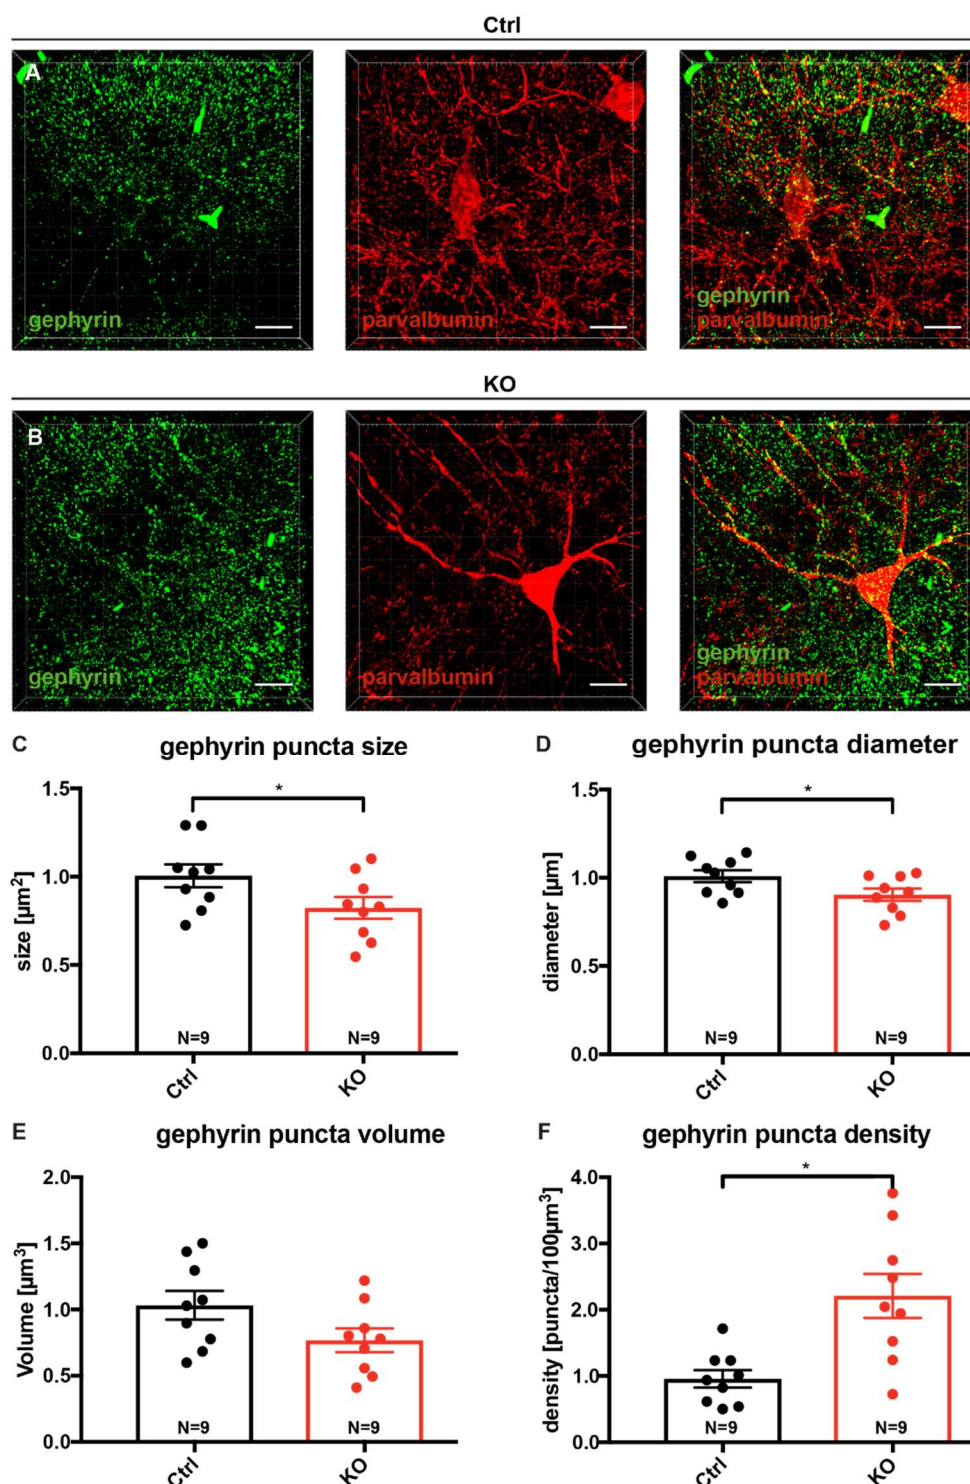 Ctrl
A
gephyrin
parvalbumin
gephyrin
parvalbumin
KO
B
gephyrin
parvalbumin
gephyrin
parvalbumin
C
gephyrin puncta size
size [µm²]
1.5
1.0
0.5
0.0
*
N=9
N=9
Ctrl
KO
D
gephyrin puncta diameter
diameter [µm]
1.5
1.0
0.5
0.0
*
N=9
N=9
Ctrl
KO
E
gephyrin puncta volume
Volume [µm³]
2.0
1.5
1.0
0.5
0.0
N=9
N=9
Ctrl
KO
F
gephyrin puncta density
density [puncta/100µm³]
4.0
3.0
2.0
1.0
0.0
*
N=9
N=9
Ctrl
KO